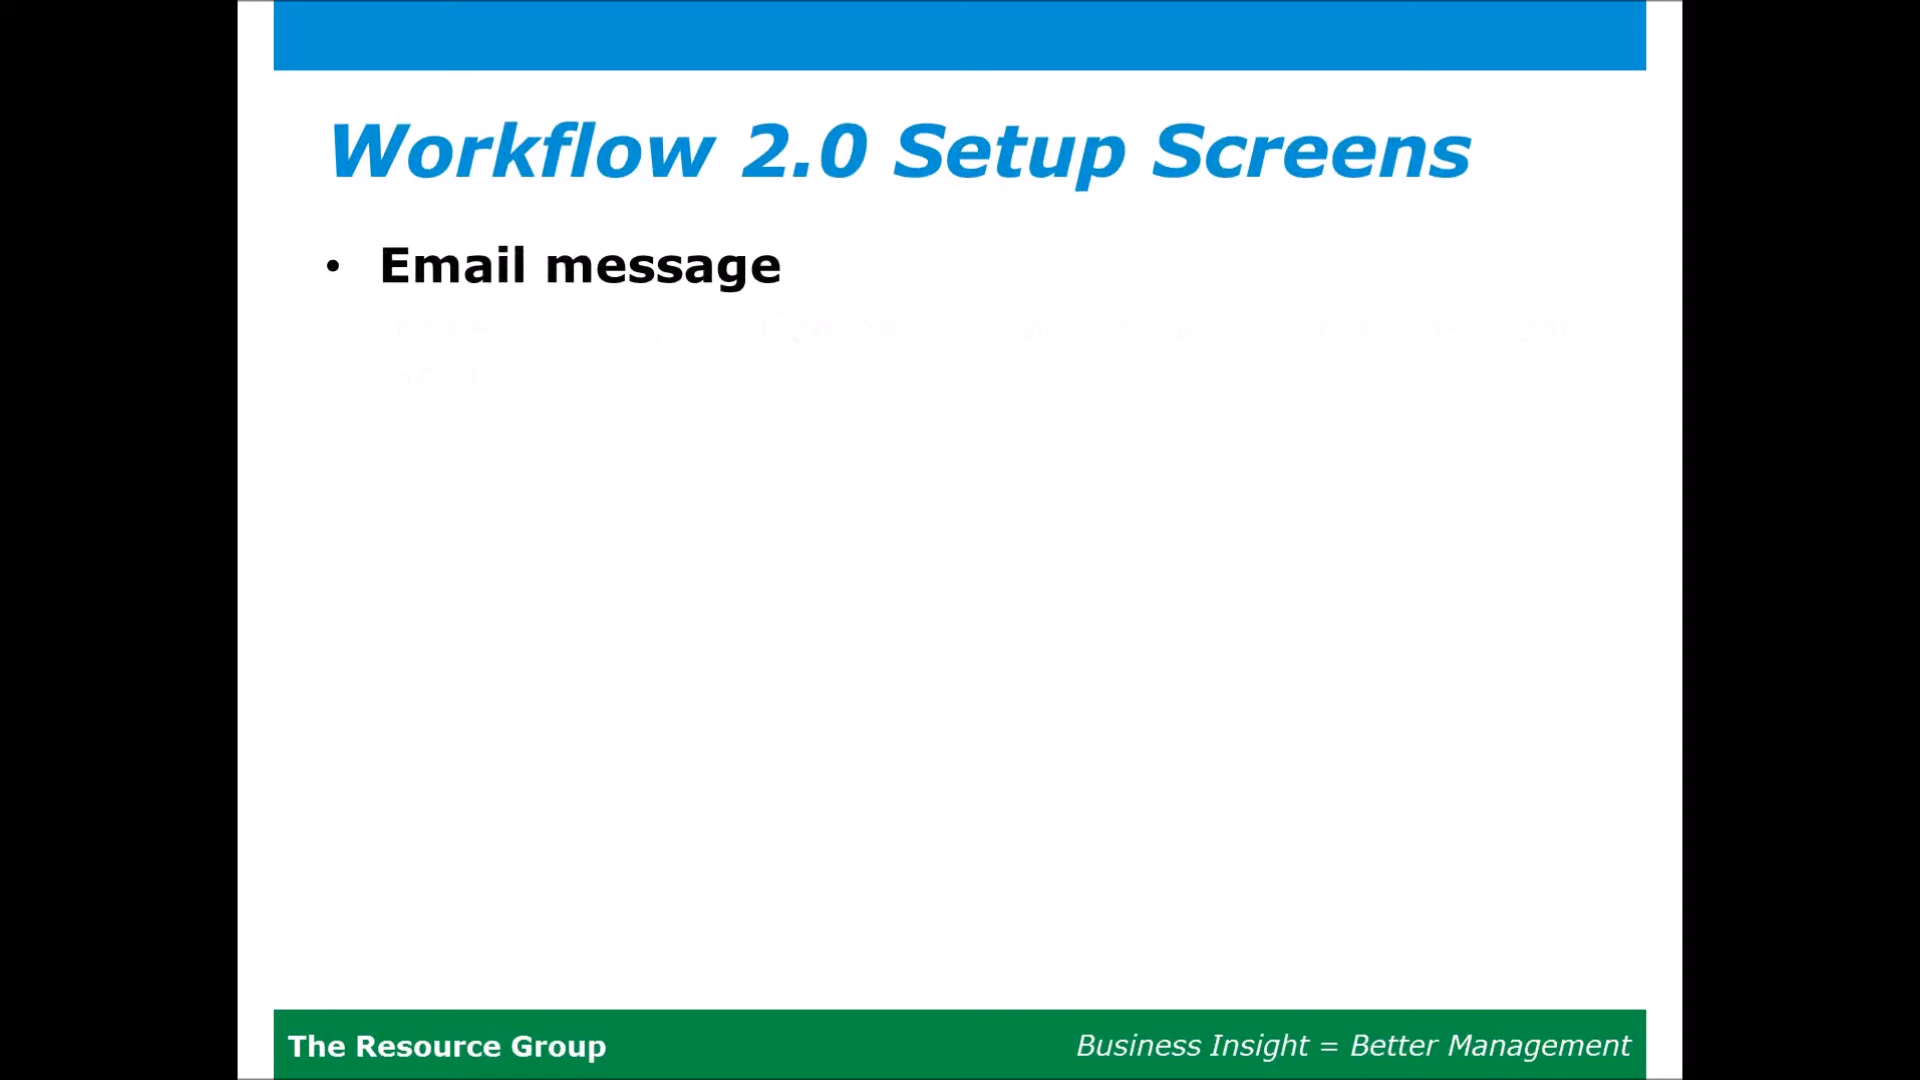 Workflow 2.0 Setup Screens
• Email message
The Resource Group
Business Insight = Better Management